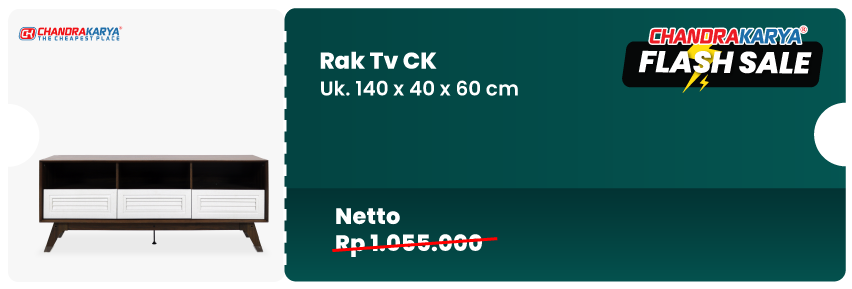 CK CHANDRAKARYA®
THE CHEAPEST PLACE
Rak Tv CK
Uk. 140 x 40 x 60 cm
CHANDRAKARYA®
FLASH SALE
Netto
Rp 1.055.000